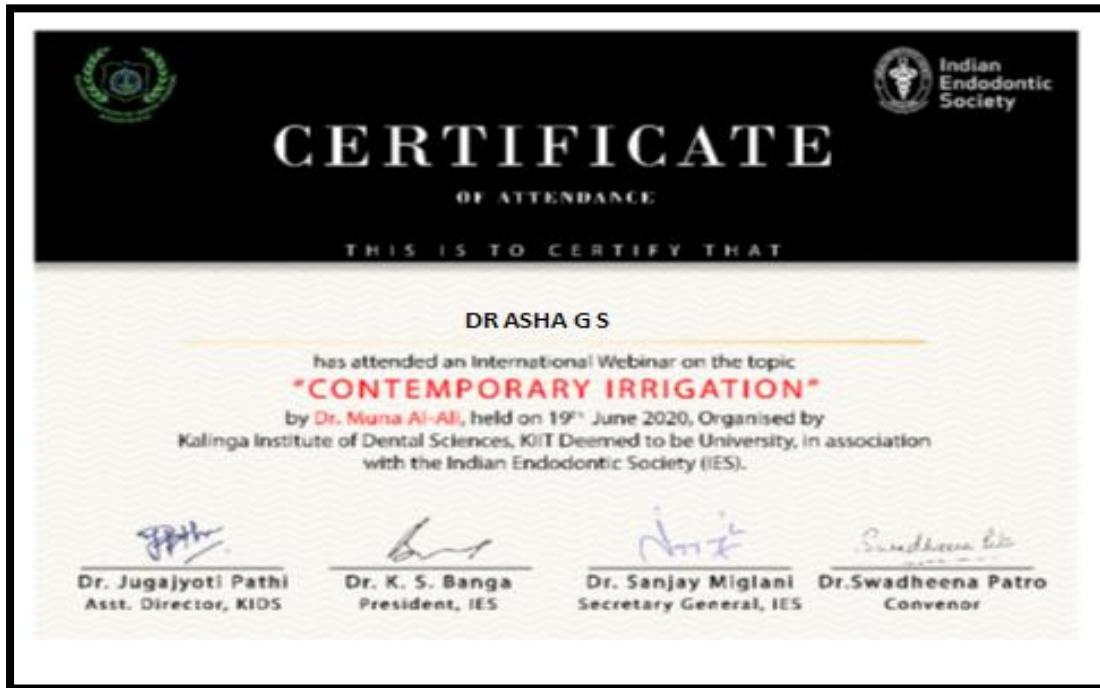 Indian
Endodontic
Society
CERTIFICATE
OF ATTENDANCE
THIS IS TO CERTIFY THAT
DR ASHA G S
has attended an International Webinar on the topic
"CONTEMPORARY IRRIGATION"
by Dr. Muna Al-Ali, held on 19th June 2020, Organised by
Kalinga Institute of Dental Sciences, KIIT Deemed to be University, in association
with the Indian Endodontic Society (IES).
Dr. Jugajyoti Pathi Dr. K. S. Banga Dr. Sanjay Miglani Dr.Swadheena Patro
Asst. Director, KIDS President, IES Secretary General, IES Convenor